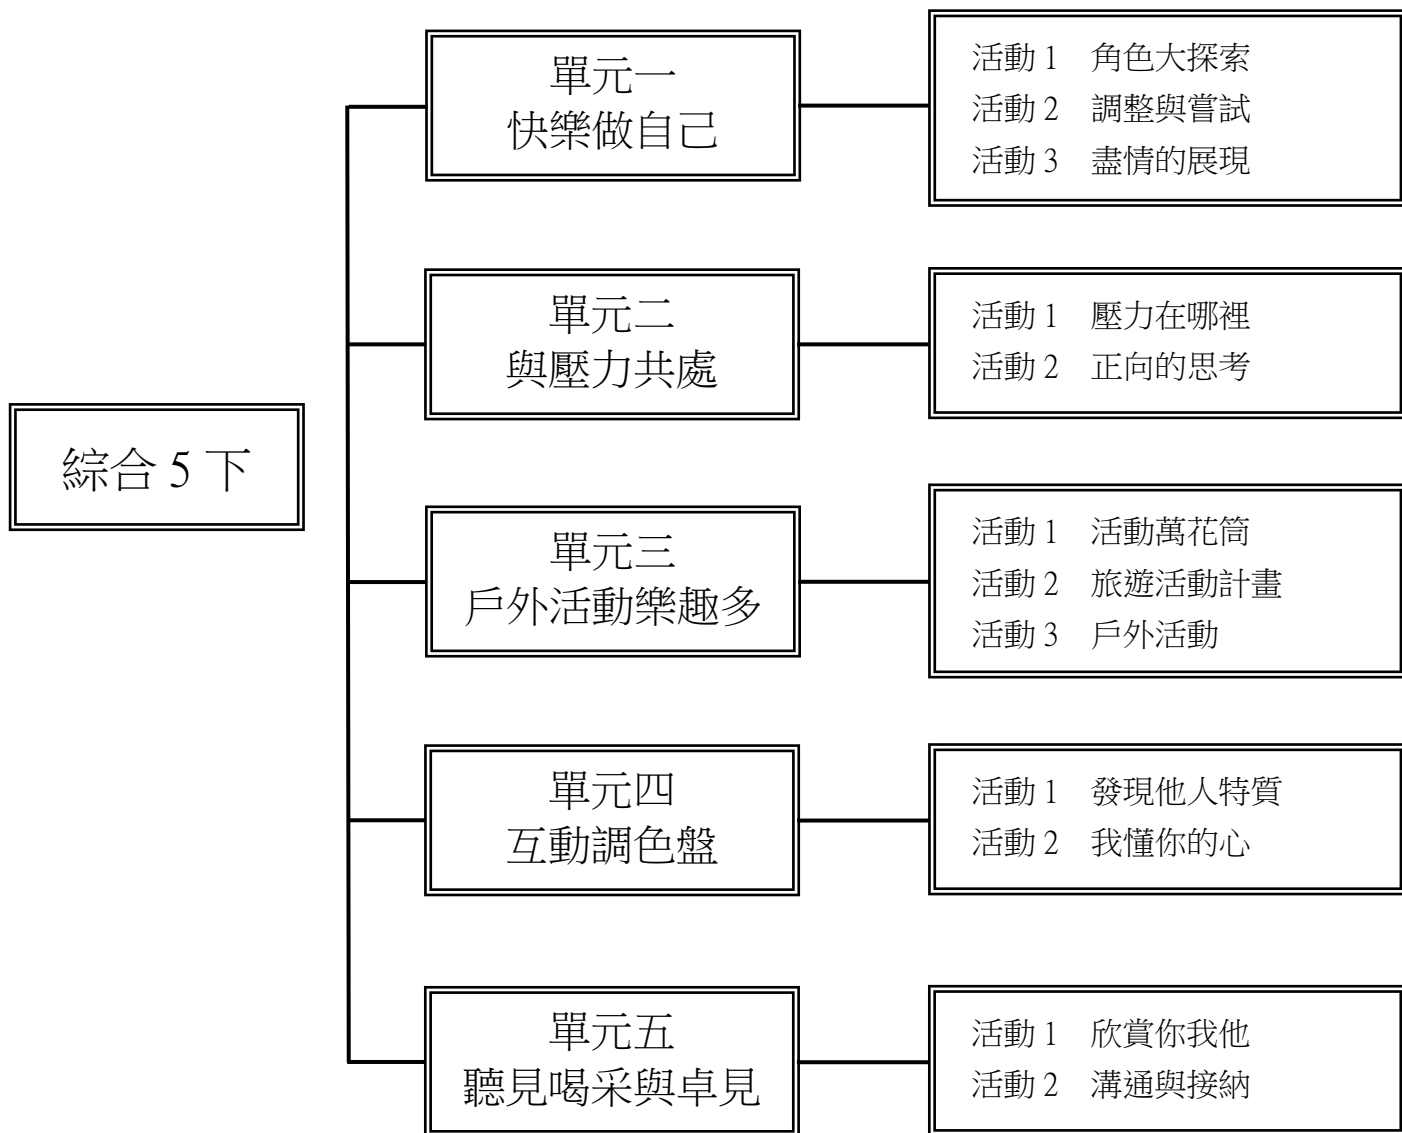 綜合 5 下
單元一
快樂做自己
活動 1　角色大探索
活動 2　調整與嘗試
活動 3　盡情的展現
單元二
與壓力共處
活動 1　壓力在哪裡
活動 2　正向的思考
單元三
戶外活動樂趣多
活動 1　活動萬花筒
活動 2　旅遊活動計畫
活動 3　戶外活動
單元四
互動調色盤
活動 1　發現他人特質
活動 2　我懂你的心
單元五
聽見喝采與卓見
活動 1　欣賞你我他
活動 2　溝通與接納